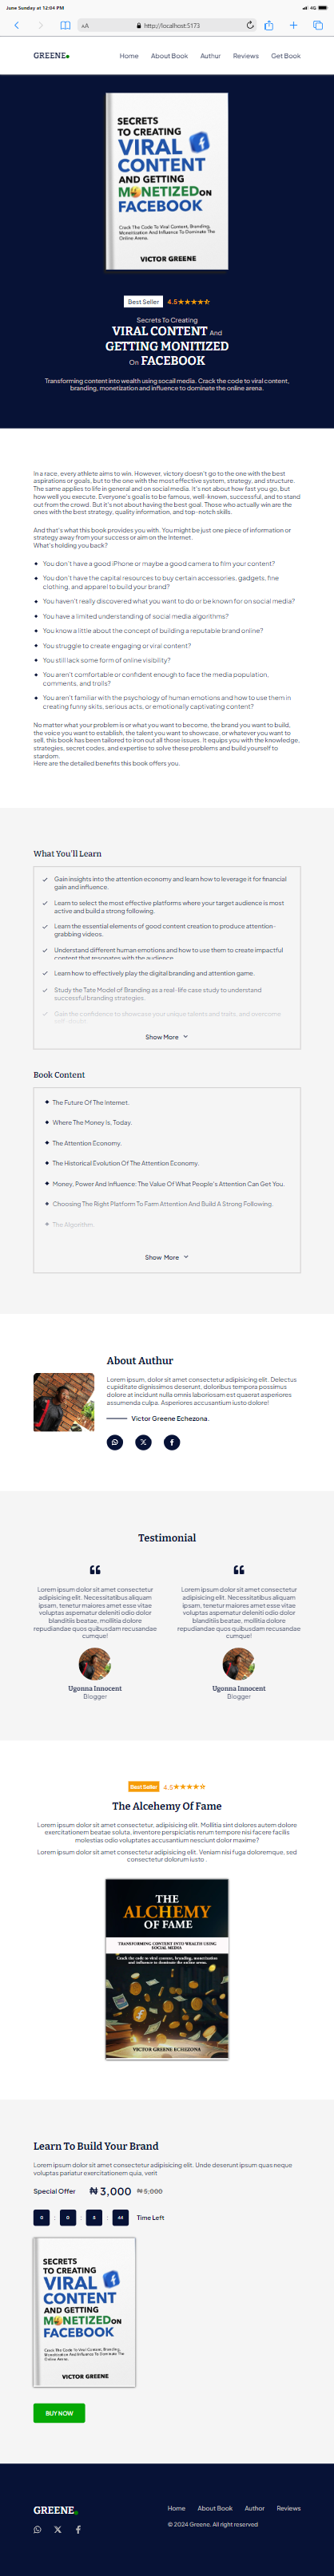 June Sunday at 12:04 PM
4G
AA
http://localhost:5173
GREENE.
Home About Book Authur Reviews Get Book
SECRETS
TO CREATING
VIRAL
CONTENT
AND GETTING
MONETIZED ON
FACEBOOK
Crack The Code To Viral Content, Branding,
Monetization And Influence To Dominate The
Online Arena.
VICTOR GREENE
Best Seller 4.5
Secrets To Creating
VIRAL CONTENT And
GETTING MONITIZED
On FACEBOOK
Transforming content into wealth using socail media. Crack the code to viral content,
branding, monetization and influence to dominate the online arena.
In a race, every athlete aims to win. However, victory doesn't go to the one with the best
aspirations or goals, but to the one with the most effective system, strategy, and structure.
The same applies to life in general and on social media. It's not about how fast you go, but
how well you execute. Everyone's goal is to be famous, well-known, successful, and to stand
out from the crowd. But it's not about having the best goals. Those who actually win are the
ones with the best strategy, quality information, and top-notch skills.
And that's what this book provides you with. You might be just one piece of information or
strategy away from your success or aim on the Internet.
What's holding you back?
You don't have a good iPhone or maybe a good camera to film your content?
You don't have the capital resources to buy certain accessories, gadgets, fine
clothing, and apparel to build your brand?
You haven't really discovered what you want to do or be known for on social media?
You have a limited understanding of social media algorithms?
You know a little about the concept of building a reputable brand online?
You struggle to create engaging or viral content?
You still lack some form of online visibility?
You aren't comfortable or confident enough to face the media population,
comments, and trolls?
You aren't familiar with the psychology of human emotions and how to use them in
creating funny skits, serious acts, or emotionally captivating content?
No matter what your problem is or what you want to become, the brand you want to build,
the voice you want to establish, the talent you want to showcase, or whatever you want to
sell, this book has been tailored to iron out all those issues. It equips you with the knowledge,
strategies, secret codes, and expertise to solve these problems and build yourself to
stardom.
Here are the detailed benefits this book offers you.
What You'll Learn
Gain insights into the attention economy and learn how to leverage it for financial
gain and influence.
Learn to select the most effective platforms where your target audience is most
active and build a strong following.
Learn the essential elements of good content creation to produce attention-
grabbing videos.
Understand different human emotions and how to use them to create impactful
content that resonates with the audience.
Learn how to effectively play the digital branding and attention game.
Study the Tate Model of Branding as a real-life case study to understand
successful branding strategies.
Gain the confidence to showcase your unique talents and traits, and overcome
Show More
Book Content
The Future Of The Internet.
Where The Money Is, Today.
The Attention Economy.
The Historical Evolution Of The Attention Economy.
Money, Power And Influence: The Value Of What People's Attention Can Get You.
Choosing The Right Platform To Farm Attention And Build A Strong Following.
The Algorithm
Show More
About Authur
Lorem ipsum, dolor sit amet consectetur adipisicing elit. Delectus
cupiditate dignissimos deserunt, doloribus tempora possimus
dolore at incidunt nulla omnis laboriosam est quaerat asperiores
assumenda culpa. Asperiores accusantium iusto dolore!
Victor Greene Echezona.
Testimonial
Lorem ipsum dolor sit amet consectetur
adipisicing elit. Necessitatibus aliquam
ipsam, tenetur maiores amet esse vitae
voluptas aspernatur deleniti odio dolor
blanditiis beatae, mollitia dolore
repudiandae quos quibusdam recusandae
cumque!
Ugonna Innocent
Blogger
Lorem ipsum dolor sit amet consectetur
adipisicing elit. Necessitatibus aliquam
ipsam, tenetur maiores amet esse vitae
voluptas aspernatur deleniti odio dolor
blanditiis beatae, mollitia dolore
repudiandae quos quibusdam recusandae
cumque!
Ugonna Innocent
Blogger
Best Seller 4.5
The Alchemy Of Fame
Lorem ipsum dolor sit amet consectetur, adipisicing elit. Mollitia sint dolores autem dolore
exercitationem beatae soluta, inventore perspiciatis rerum tempore nisi facere facilis
molestias odio voluptates accusantium nesciunt dolor maxime?
Lorem ipsum dolor sit amet consectetur adipisicing elit. Veniam nisi fuga doloremque, sed
consectetur dolorum iusto .
THE
ALCHEMY
OF FAME
TRANSFORMING CONTENT INTO WEALTH USING
SOCIAL MEDIA
Crack the code to viral content, branding, monetization
and influence to dominate the online arena.
VICTOR GREENE ECHEZONA
Learn To Build Your Brand
Lorem ipsum dolor sit amet consectetur adipisicing elit. Unde deserunt ipsum quas neque
voluptas pariatur exercitationem quia, verit
Special Offer ₦ 3,000 ₦ 5,000
0 : 0 : 5 : 44 Time Left
SECRETS
TO CREATING
VIRAL
CONTENT
AND GETTING
MONETIZED ON
FACEBOOK
Crack The Code To Viral Content, Branding,
Monetization And Influence To Dominate The
Online Arena.
VICTOR GREENE
BUY NOW
GREENE.
Home About Book Author Reviews
© 2024 Greene. All right reserved